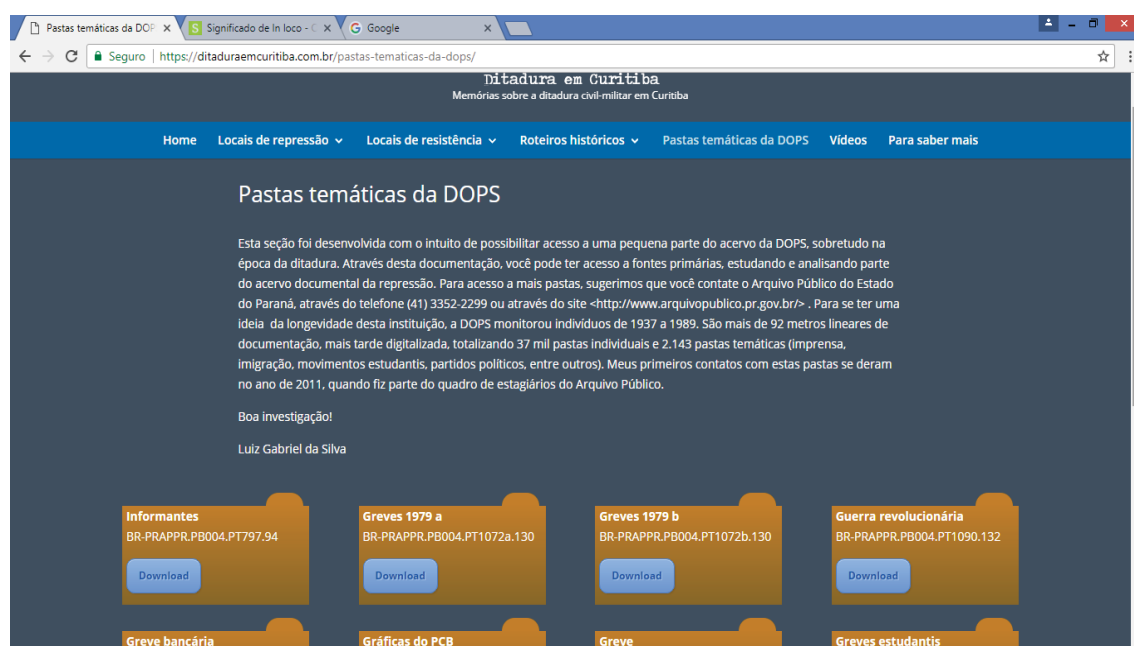 Pastas temáticas da DOP
Significado de In loco - C
Google
Seguro | https://ditaduraemcuritiba.com.br/pastas-tematicas-da-dops/
Ditadura em Curitiba
Memórias sobre a ditadura civil-militar em Curitiba
Home Locais de repressão Locais de resistência Roteiros históricos Pastas temáticas da DOPS Vídeos Para saber mais
Pastas temáticas da DOPS
Esta seção foi desenvolvida com o intuito de possibilitar acesso a uma pequena parte do acervo da DOPS, sobretudo na
época da ditadura. Através desta documentação, você pode ter acesso a fontes primárias, estudando e analisando parte
do acervo documental da repressão. Para acesso a mais pastas, sugerimos que você contate o Arquivo Público do Estado
do Paraná, através do telefone (41) 3352-2299 ou através do site <http://www.arquivopublico.pr.gov.br/> . Para se ter uma
ideia da longevidade desta instituição, a DOPS monitorou indivíduos de 1937 a 1989. São mais de 92 metros lineares de
documentação, mais tarde digitalizada, totalizando 37 mil pastas individuais e 2.143 pastas temáticas (imprensa,
imigração, movimentos estudantis, partidos políticos, entre outros). Meus primeiros contatos com estas pastas se deram
no ano de 2011, quando fiz parte do quadro de estagiários do Arquivo Público.
Boa investigação!
Luiz Gabriel da Silva
Informantes
BR-PRAPPR.PB004.PT797.94
Download
Greves 1979 a
BR-PRAPPR.PB004.PT1072a.130
Download
Greves 1979 b
BR-PRAPPR.PB004.PT1072b.130
Download
Guerra revolucionária
BR-PRAPPR.PB004.PT1090.132
Download
Greve bancária
Gráficas do PCB
Greve
Greves estudantis